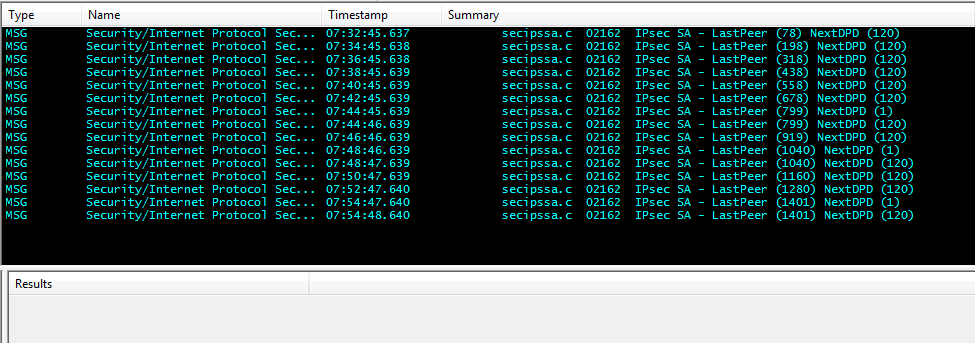 Type Name Timestamp Summary
MSG Security/Internet Protocol Sec... 07:32:45.637 secipssa.c 02162 IPsec SA - LastPeer (78) NextDPD (120)
MSG Security/Internet Protocol Sec... 07:34:45.638 secipssa.c 02162 IPsec SA - LastPeer (198) NextDPD (120)
MSG Security/Internet Protocol Sec... 07:36:45.638 secipssa.c 02162 IPsec SA - LastPeer (318) NextDPD (120)
MSG Security/Internet Protocol Sec... 07:38:45.639 secipssa.c 02162 IPsec SA - LastPeer (438) NextDPD (120)
MSG Security/Internet Protocol Sec... 07:40:45.639 secipssa.c 02162 IPsec SA - LastPeer (558) NextDPD (120)
MSG Security/Internet Protocol Sec... 07:42:45.639 secipssa.c 02162 IPsec SA - LastPeer (678) NextDPD (120)
MSG Security/Internet Protocol Sec... 07:44:45.639 secipssa.c 02162 IPsec SA - LastPeer (799) NextDPD (1)
MSG Security/Internet Protocol Sec... 07:44:46.639 secipssa.c 02162 IPsec SA - LastPeer (799) NextDPD (120)
MSG Security/Internet Protocol Sec... 07:46:46.639 secipssa.c 02162 IPsec SA - LastPeer (919) NextDPD (120)
MSG Security/Internet Protocol Sec... 07:48:46.639 secipssa.c 02162 IPsec SA - LastPeer (1040) NextDPD (1)
MSG Security/Internet Protocol Sec... 07:48:47.639 secipssa.c 02162 IPsec SA - LastPeer (1040) NextDPD (120)
MSG Security/Internet Protocol Sec... 07:50:47.639 secipssa.c 02162 IPsec SA - LastPeer (1160) NextDPD (120)
MSG Security/Internet Protocol Sec... 07:52:47.640 secipssa.c 02162 IPsec SA - LastPeer (1280) NextDPD (120)
MSG Security/Internet Protocol Sec... 07:54:47.640 secipssa.c 02162 IPsec SA - LastPeer (1401) NextDPD (1)
MSG Security/Internet Protocol Sec... 07:54:48.640 secipssa.c 02162 IPsec SA - LastPeer (1401) NextDPD (120)
Results